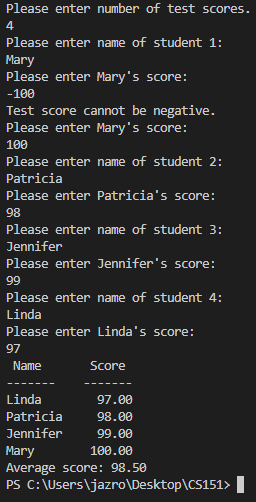 Please enter number of test scores.
4
Please enter name of student 1:
Mary
Please enter Mary's score:
-100
Test score cannot be negative.
Please enter Mary's score:
100
Please enter name of student 2:
Patricia
Please enter Patricia's score:
98
Please enter name of student 3:
Jennifer
Please enter Jennifer's score:
99
Please enter name of student 4:
Linda
Please enter Linda's score:
97
 Name       Score
-------    -------
Linda        97.00
Patricia     98.00
Jennifer     99.00
Mary        100.00
Average score: 98.50
PS C:\Users\jazro\Desktop\CS151>